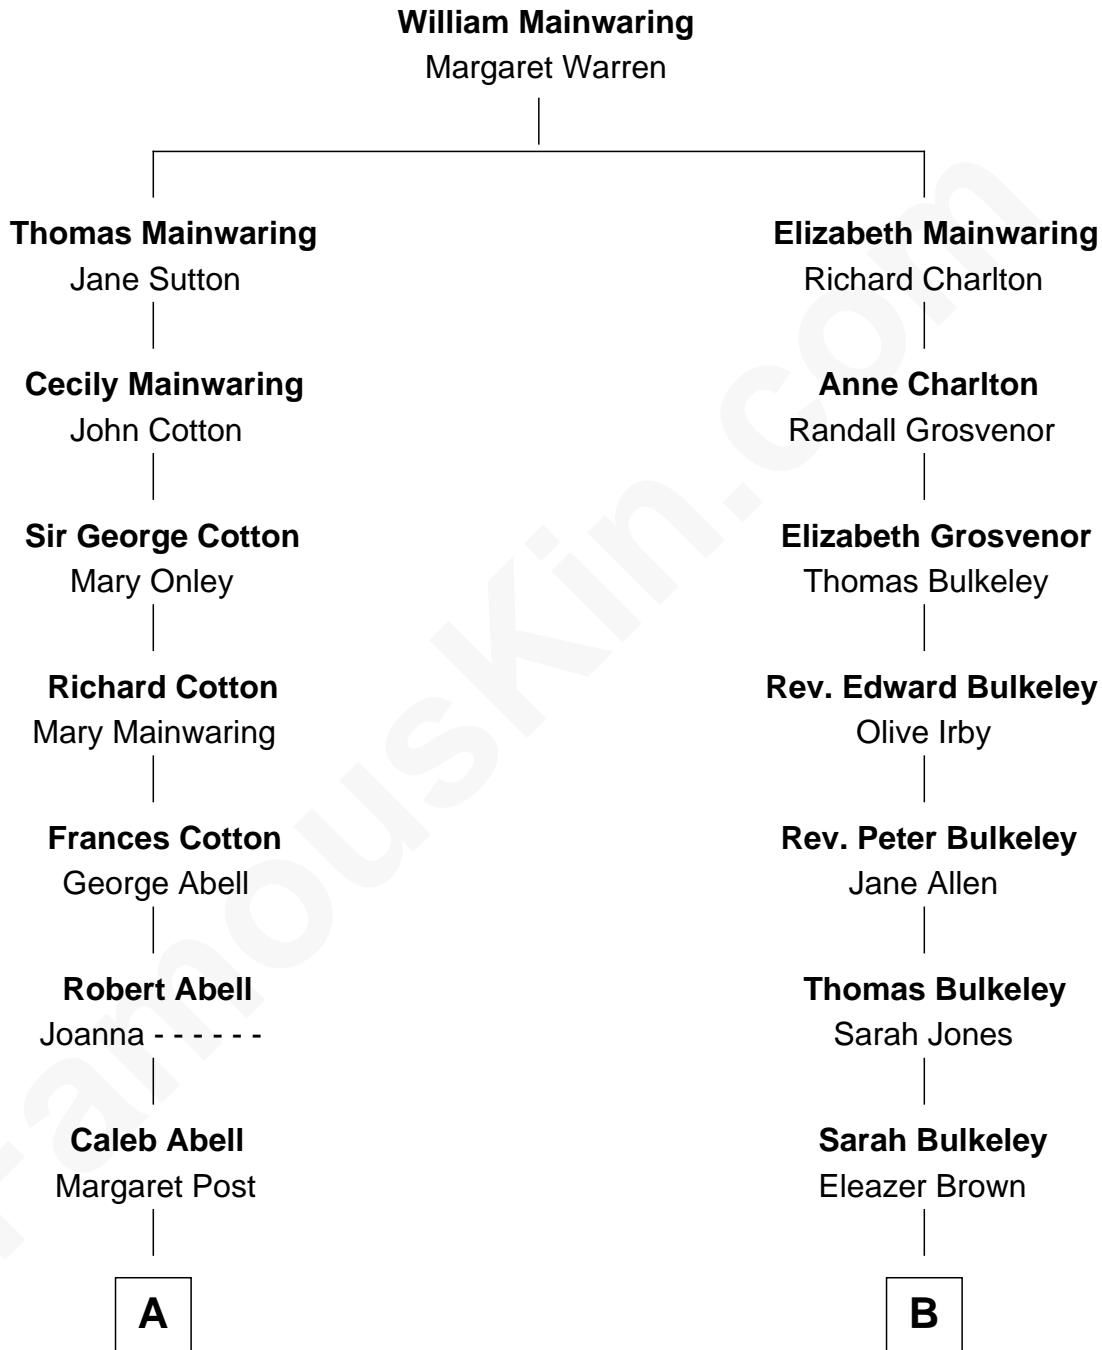 William Mainwaring
Margaret Warren
Thomas Mainwaring
Jane Sutton
Elizabeth Mainwaring
Richard Charlton
Cecily Mainwaring
John Cotton
Anne Charlton
Randall Grosvenor
Sir George Cotton
Mary Onley
Elizabeth Grosvenor
Thomas Bulkeley
Richard Cotton
Mary Mainwaring
Rev. Edward Bulkeley
Olive Irby
Frances Cotton
George Abell
Rev. Peter Bulkeley
Jane Allen
Robert Abell
Joanna - - - - - -
Thomas Bulkeley
Sarah Jones
Caleb Abell
Margaret Post
Sarah Bulkeley
Eleazer Brown
A
B
FamousKin.com